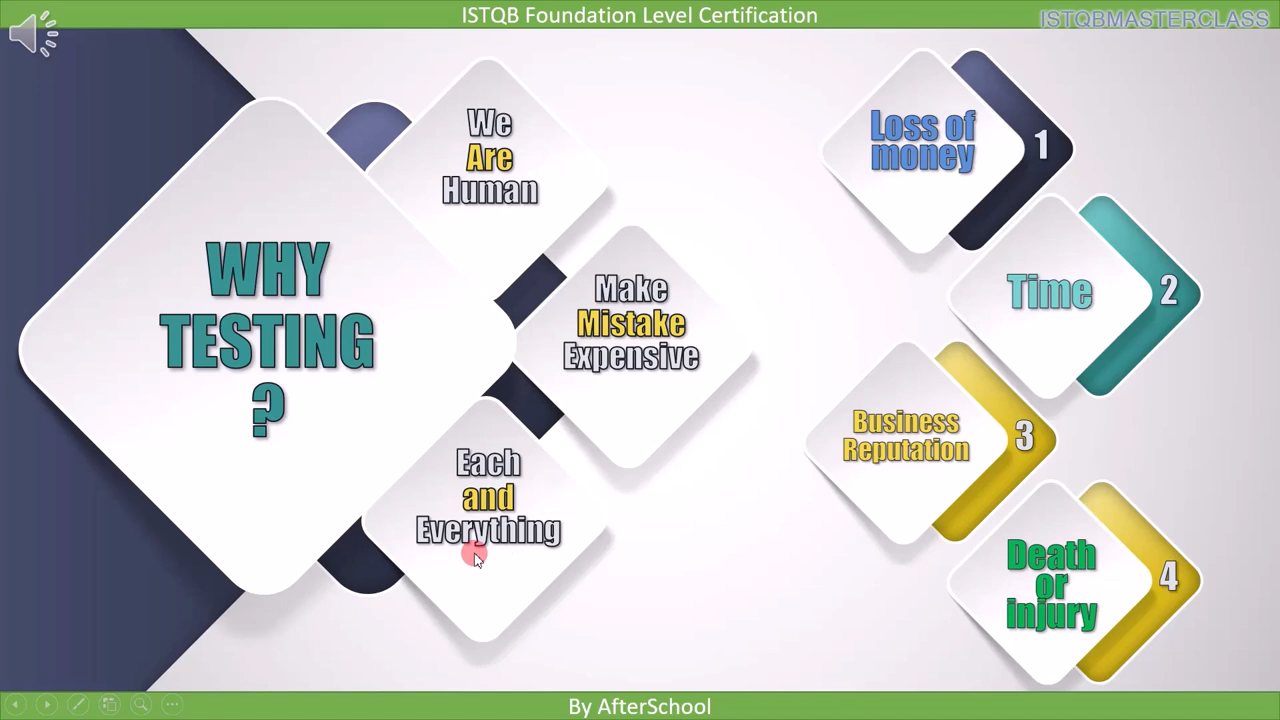 ISTQB Foundation Level Certification
ISTQBMASTERCLASS
WHY
TESTING
?
We
Are
Human
Make
Mistake
Expensive
Each
and
Everything
Loss of
money
1
Time
2
Business
Reputation
3
Death
or
injury
4
By AfterSchool